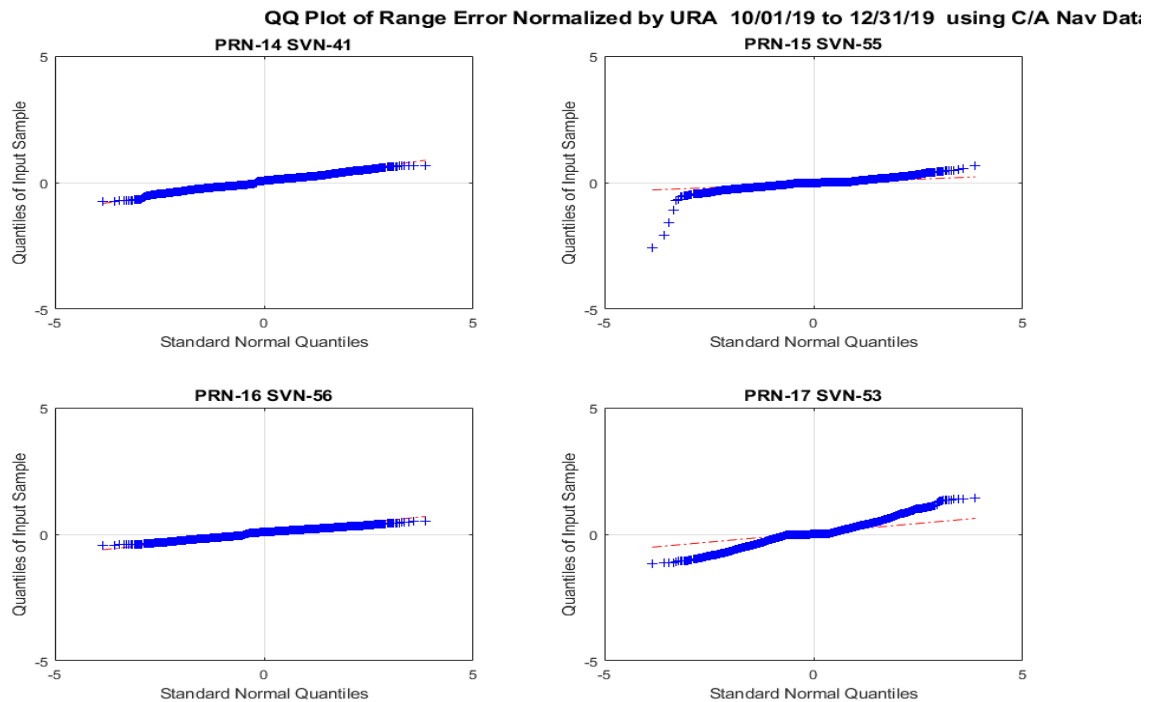 QQ Plot of Range Error Normalized by URA 10/01/19 to 12/31/19 using C/A Nav Data
PRN-14 SVN-41
5
0
-5
-5
0
5
Quantiles of Input Sample
Standard Normal Quantiles
PRN-15 SVN-55
5
0
-5
-5
0
5
Quantiles of Input Sample
Standard Normal Quantiles
PRN-16 SVN-56
5
0
-5
-5
0
5
Quantiles of Input Sample
Standard Normal Quantiles
PRN-17 SVN-53
5
0
-5
-5
0
5
Quantiles of Input Sample
Standard Normal Quantiles